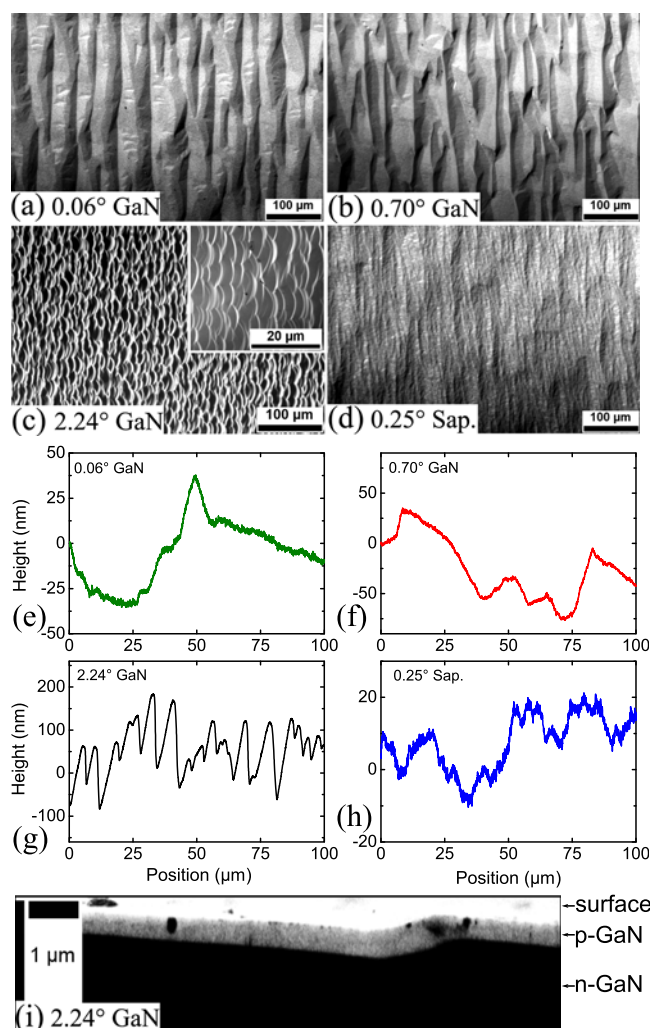 (a) 0.06° GaN
100 µm
(b) 0.70° GaN
100 µm
20 µm
(c) 2.24° GaN
100 µm
(d) 0.25° Sap.
100 µm
50
25
0
-25
-50
Height (nm)
0.06° GaN
(e)
0 25 50 75 100
50
0
-50
0.70° GaN
(f)
0 25 50 75 100
200
100
0
-100
Height (nm)
2.24° GaN
(g)
0 25 50 75 100
Position (µm)
20
0
-20
0.25° Sap.
(h)
0 25 50 75 100
Position (µm)
surface
p-GaN
n-GaN
1 µm
(i) 2.24° GaN